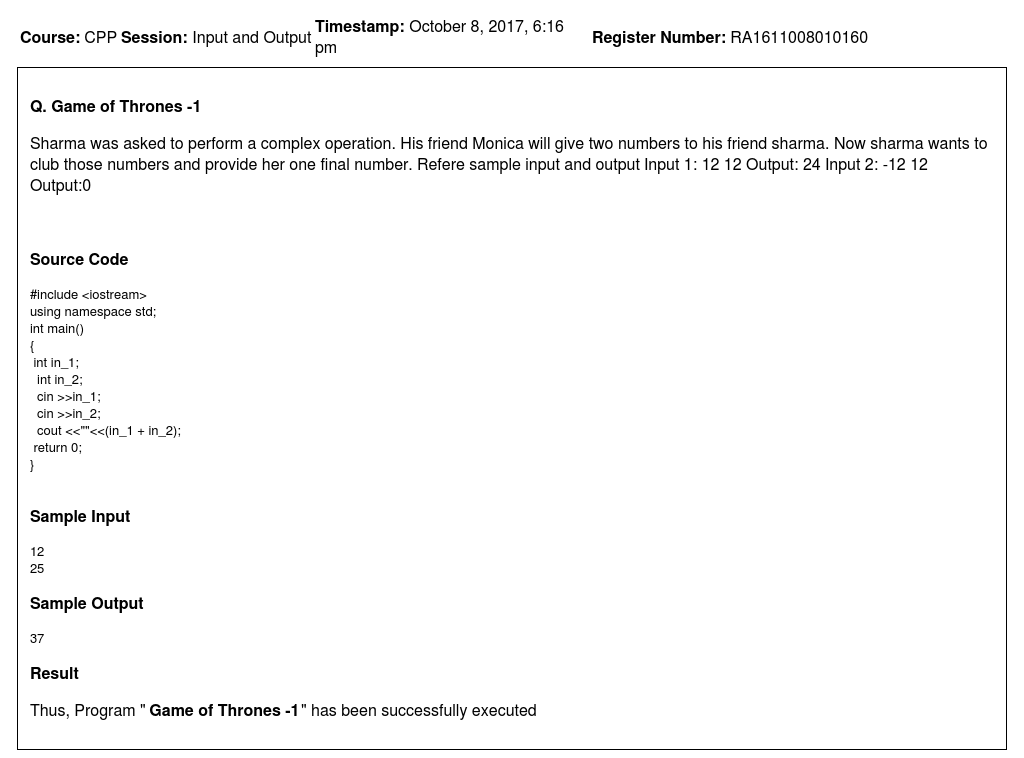 Course: CPP Session: Input and Output Timestamp: October 8, 2017, 6:16 pm Register Number: RA1611008010160
Q. Game of Thrones -1
Sharma was asked to perform a complex operation. His friend Monica will give two numbers to his friend sharma. Now sharma wants to
club those numbers and provide her one final number. Refere sample input and output Input 1: 12 12 Output: 24 Input 2: -12 12
Output:0
Source Code
#include <iostream>
using namespace std;
int main()
{
int in_1;
int in_2;
cin >>in_1;
cin >>in_2;
cout <<""<<(in_1 + in_2);
return 0;
}
Sample Input
12
25
Sample Output
37
Result
Thus, Program " Game of Thrones -1" has been successfully executed